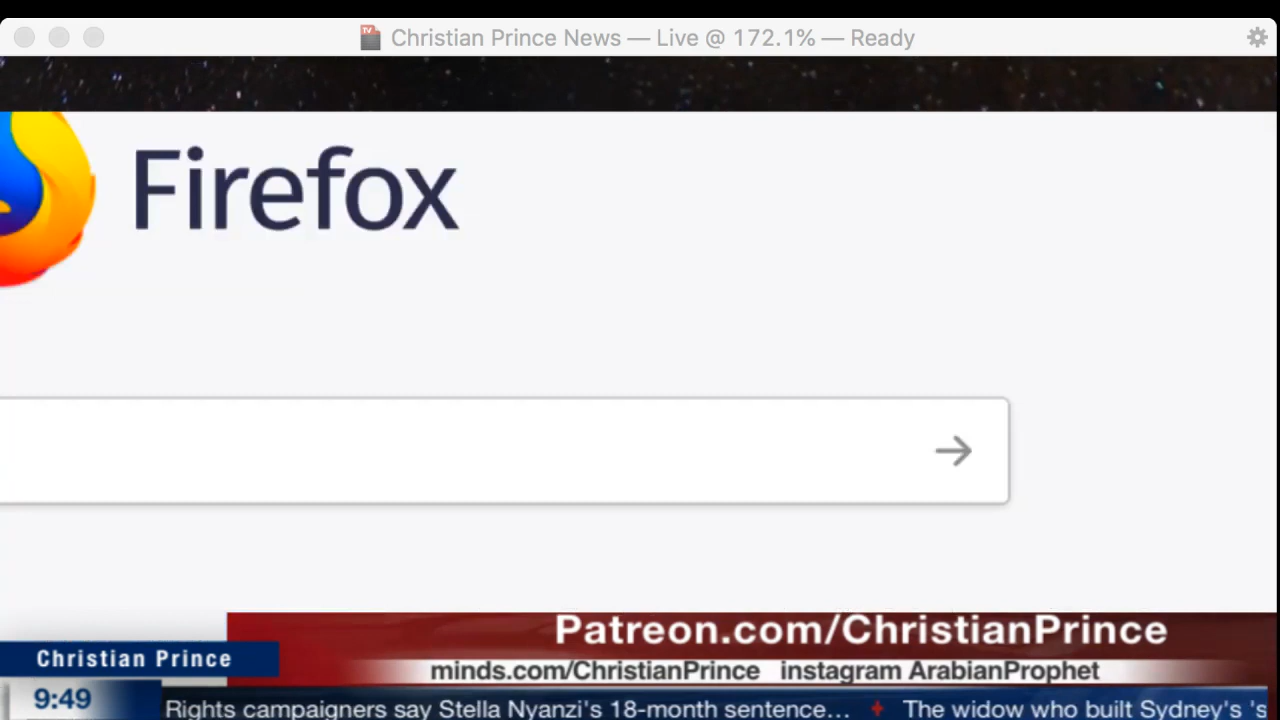 TV
Christian Prince News — Live @ 172.1% — Ready
Firefox
Patreon.com/ChristianPrince
Christian Prince
minds.com/ChristianPrince instagram ArabianProphet
9:49
Rights campaigners say Stella Nyanzi's 18-month sentence... + The widow who built Sydney's 's